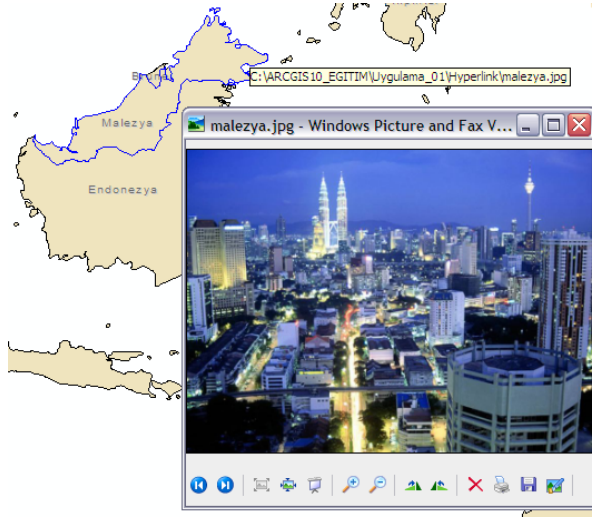 Brunei
C:\ARCGIS10_EGITIM\Uygulama_01\Hyperlink\malezya.jpg
Malezya
malezya.jpg - Windows Picture and Fax V...
Endonezya